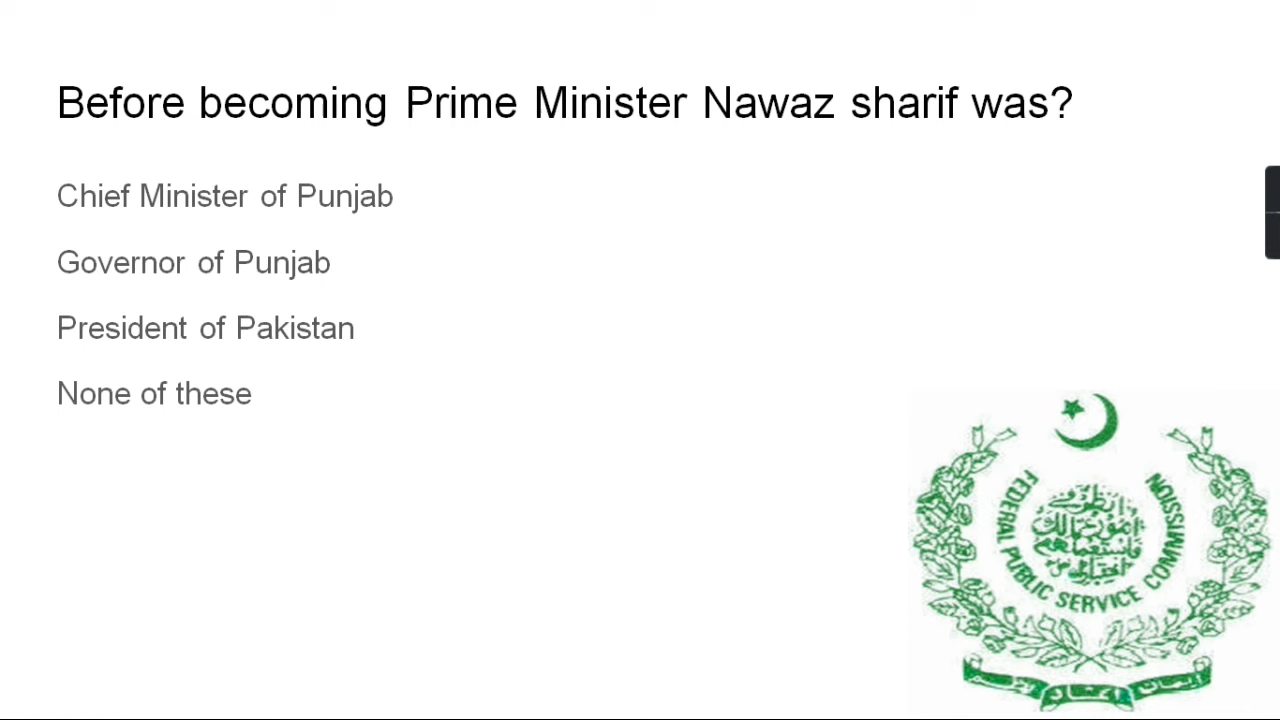 Before becoming Prime Minister Nawaz sharif was?
Chief Minister of Punjab
Governor of Punjab
President of Pakistan
None of these
FEDERAL PUBLIC SERVICE COMMISSION